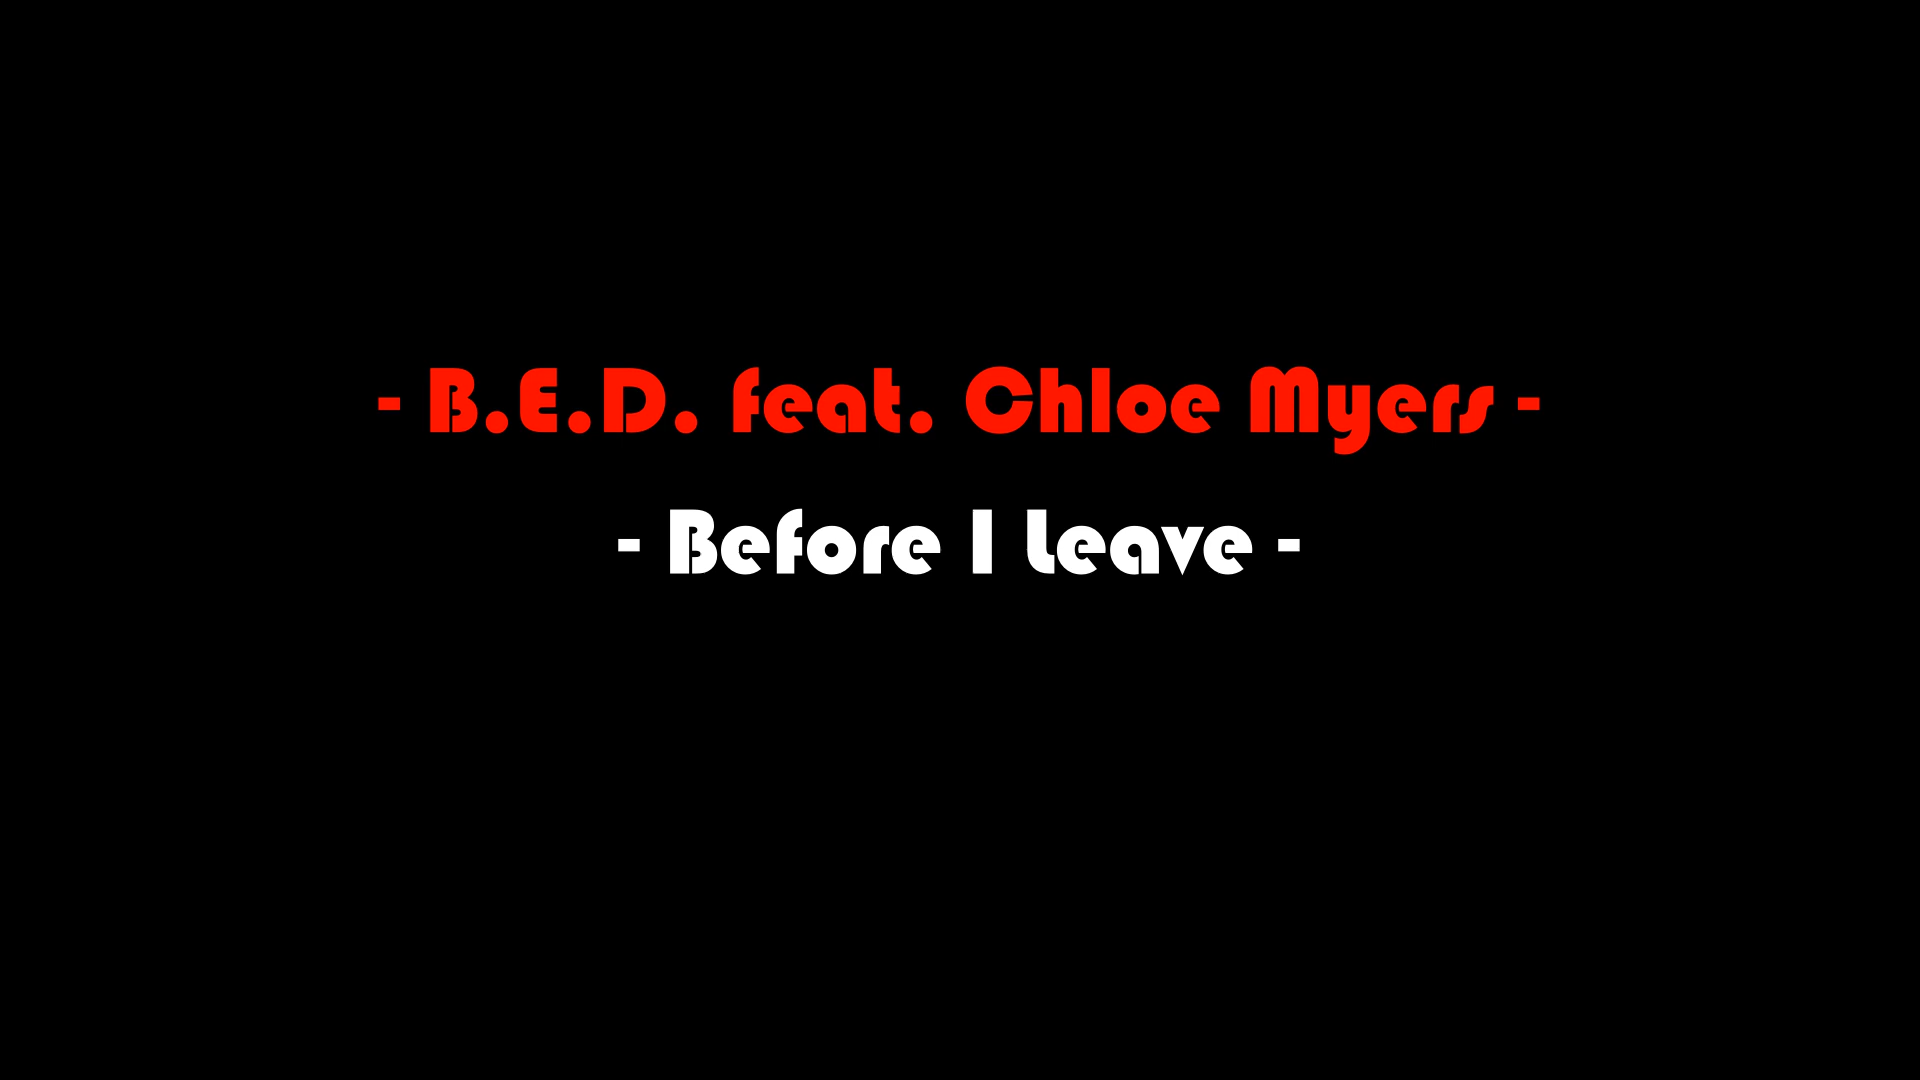 - B.E.D. feat. Chloe Myers -
- Before I Leave -